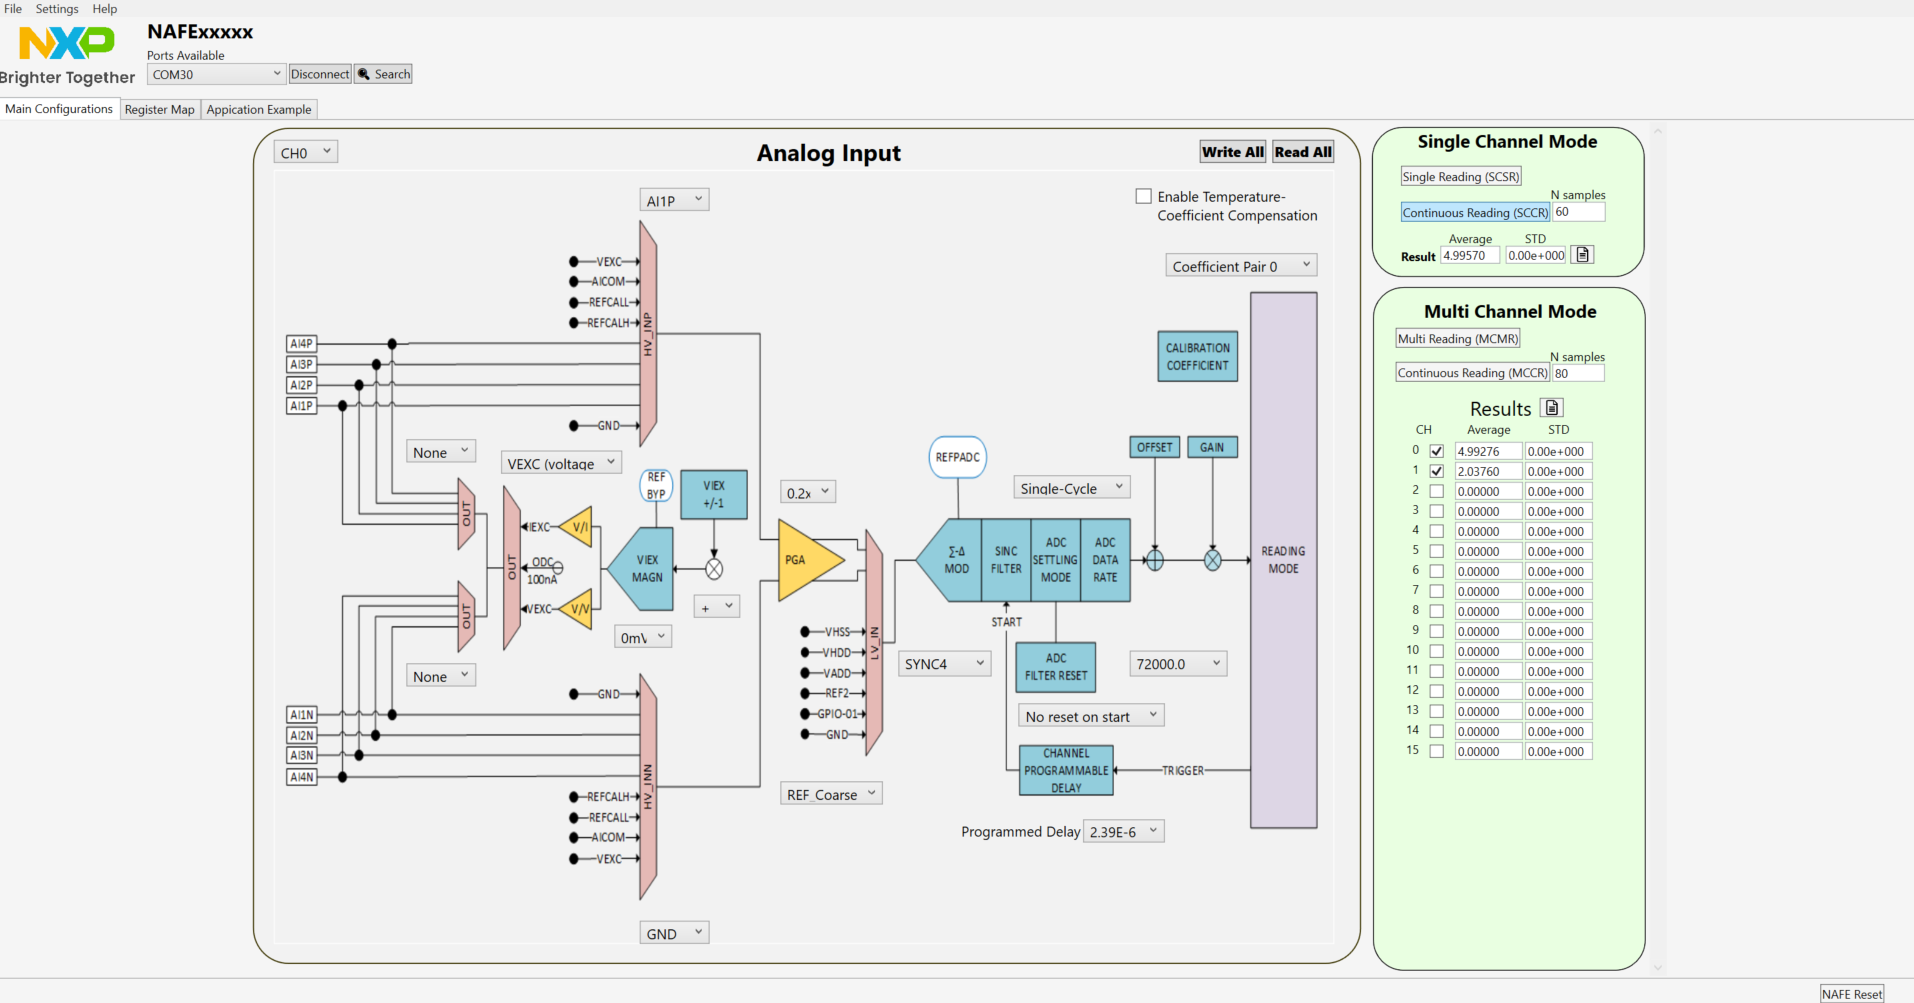 File Settings Help
NXP
Brighter Together
NAFExxxxx
Ports Available
COM30 Disconnect Search
Main Configurations Register Map Appication Example
CH0 Analog Input Write All Read All
AI1P
Enable Temperature-
Coefficient Compensation
Coefficient Pair 0
VEXC
AICOM
REFCALL
REFCALH
HV_INP
AI4P
AI3P
AI2P
AI1P
GND
CALIBRATION
COEFFICIENT
None
VEXC (voltage
REF
BYP
VIEX
+/-1
0.2x
REFPADC
Single-Cycle
OFFSET GAIN
OUT
OUT
IEXC V/I
ODC
100nA
VEXC V/V
OUT
VIEX
MAGN
+
0mV
PGA
LV_IN
VHSS
VHDD
VADD
REF2
GPIO-01
GND
Σ-Δ
MOD
SINC
FILTER
ADC
SETTLING
MODE
ADC
DATA
RATE
READING
MODE
START
SYNC4
ADC
FILTER RESET
72000.0
No reset on start
CHANNEL
PROGRAMMABLE
DELAY
TRIGGER
None
GND
AI1N
AI2N
AI3N
AI4N
HV_INN
REFCALH
REFCALL
AICOM
VEXC
REF_Coarse
Programmed Delay 2.39E-6
GND
Single Channel Mode
Single Reading (SCSR)
N samples
Continuous Reading (SCCR) 60
Average STD
Result 4.99570 0.00e+000
Multi Channel Mode
Multi Reading (MCMR)
N samples
Continuous Reading (MCCR) 80
Results
CH Average STD
0 4.99276 0.00e+000
1 2.03760 0.00e+000
2 0.00000 0.00e+000
3 0.00000 0.00e+000
4 0.00000 0.00e+000
5 0.00000 0.00e+000
6 0.00000 0.00e+000
7 0.00000 0.00e+000
8 0.00000 0.00e+000
9 0.00000 0.00e+000
10 0.00000 0.00e+000
11 0.00000 0.00e+000
12 0.00000 0.00e+000
13 0.00000 0.00e+000
14 0.00000 0.00e+000
15 0.00000 0.00e+000
NAFE Reset